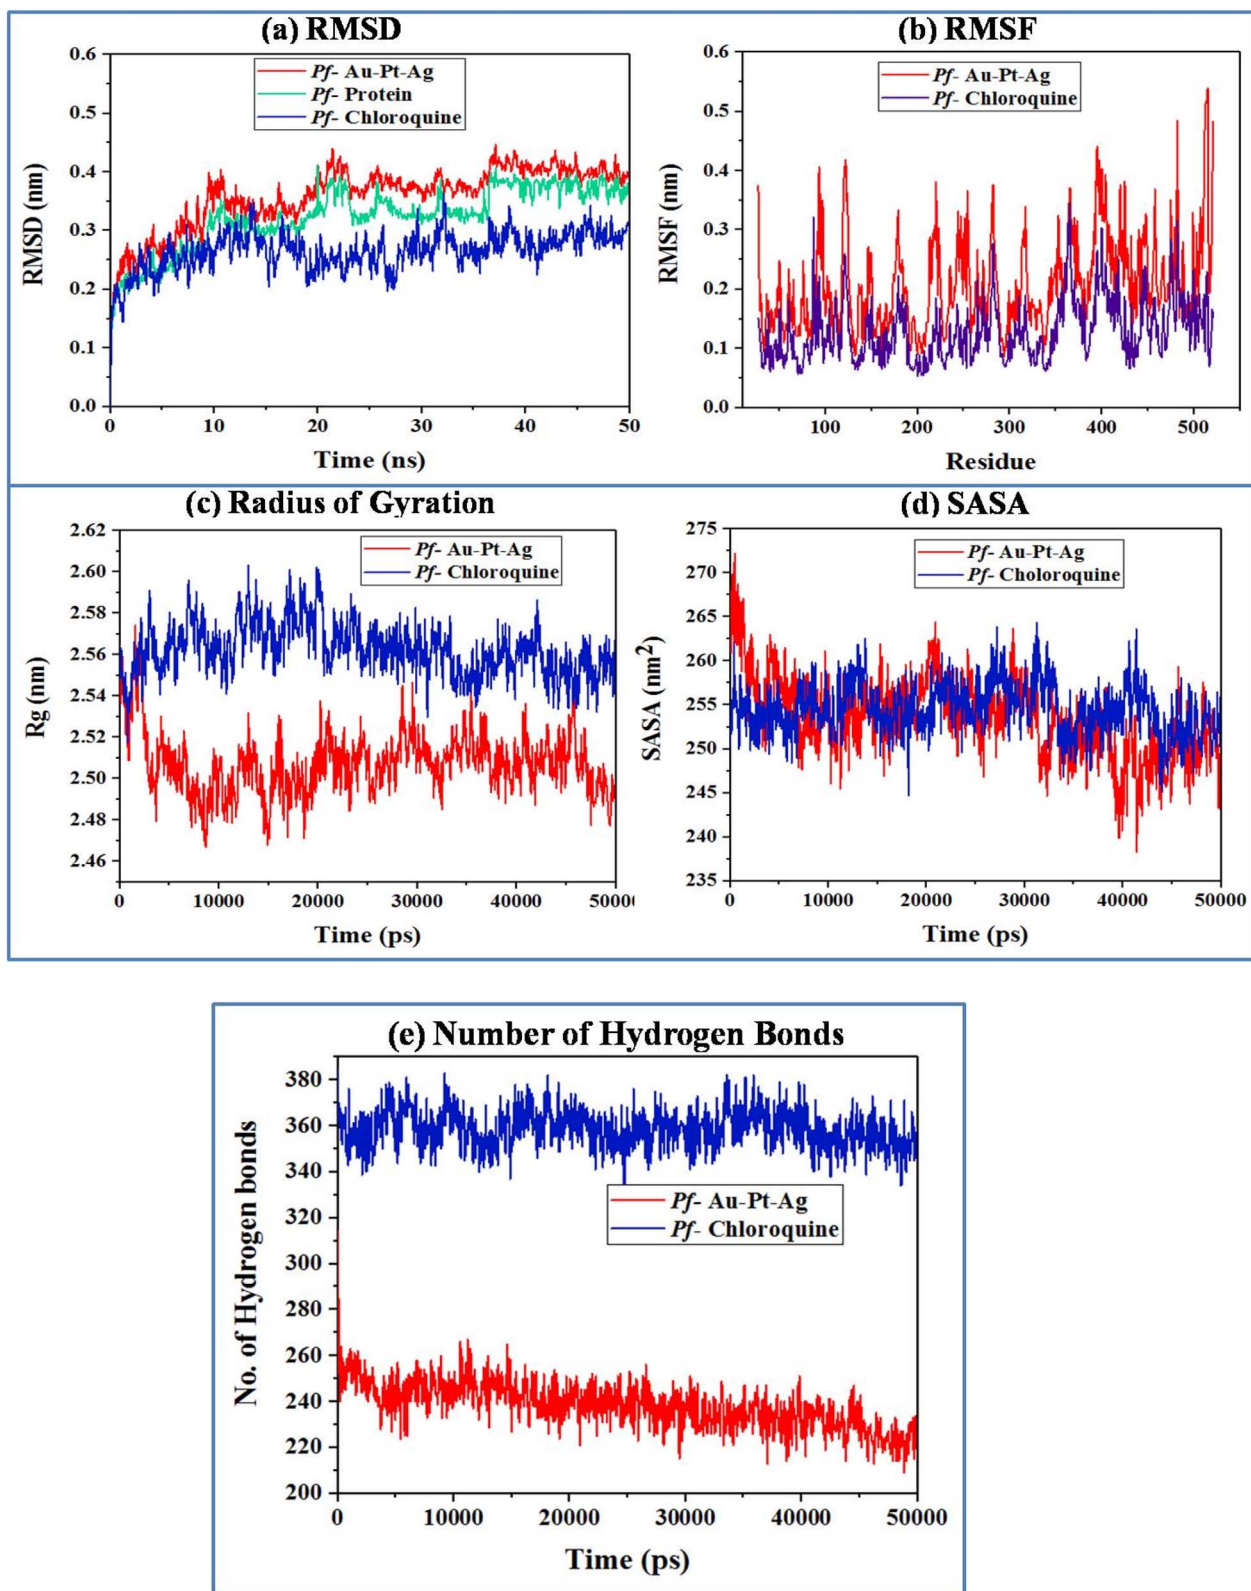 (a) RMSD
0.6
0.5
0.4
0.3
0.2
0.1
0.0
RMSD (nm)
Pf- Au-Pt-Ag
Pf- Protein
Pf- Chloroquine
0 10 20 30 40 50
Time (ns)
(b) RMSF
0.6
0.5
0.4
0.3
0.2
0.1
0.0
RMSF (nm)
Pf- Au-Pt-Ag
Pf- Chloroquine
100 200 300 400 500
Residue
(c) Radius of Gyration
2.62
2.60
2.58
2.56
2.54
2.52
2.50
2.48
2.46
Rg (nm)
Pf- Au-Pt-Ag
Pf- Chloroquine
0 10000 20000 30000 40000 50000
Time (ps)
(d) SASA
275
270
265
260
255
250
245
240
235
SASA (nm²)
Pf- Au-Pt-Ag
Pf- Choloroquine
0 10000 20000 30000 40000 50000
Time (ps)
(e) Number of Hydrogen Bonds
380
360
340
320
300
280
260
240
220
200
No. of Hydrogen bonds
Pf- Au-Pt-Ag
Pf- Chloroquine
0 10000 20000 30000 40000 50000
Time (ps)